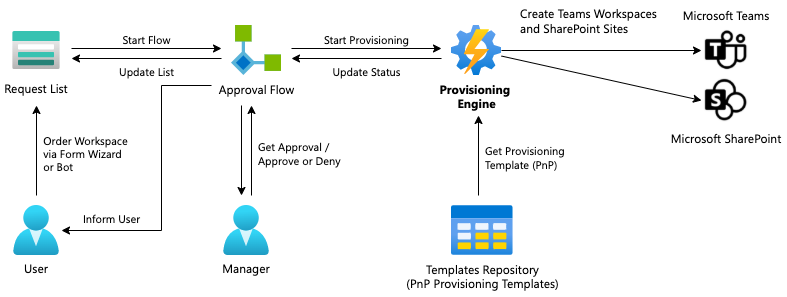 Create Teams Workspaces
and SharePoint Sites
Microsoft Teams
Start Flow
Start Provisioning
T
Update List
Update Status
Request List
Approval Flow
Provisioning
Engine
S
Microsoft SharePoint
Order Workspace
via Form Wizard
or Bot
Get Approval /
Approve or Deny
Get Provisioning
Template (PnP)
Inform User
User
Manager
Templates Repository
(PnP Provisioning Templates)